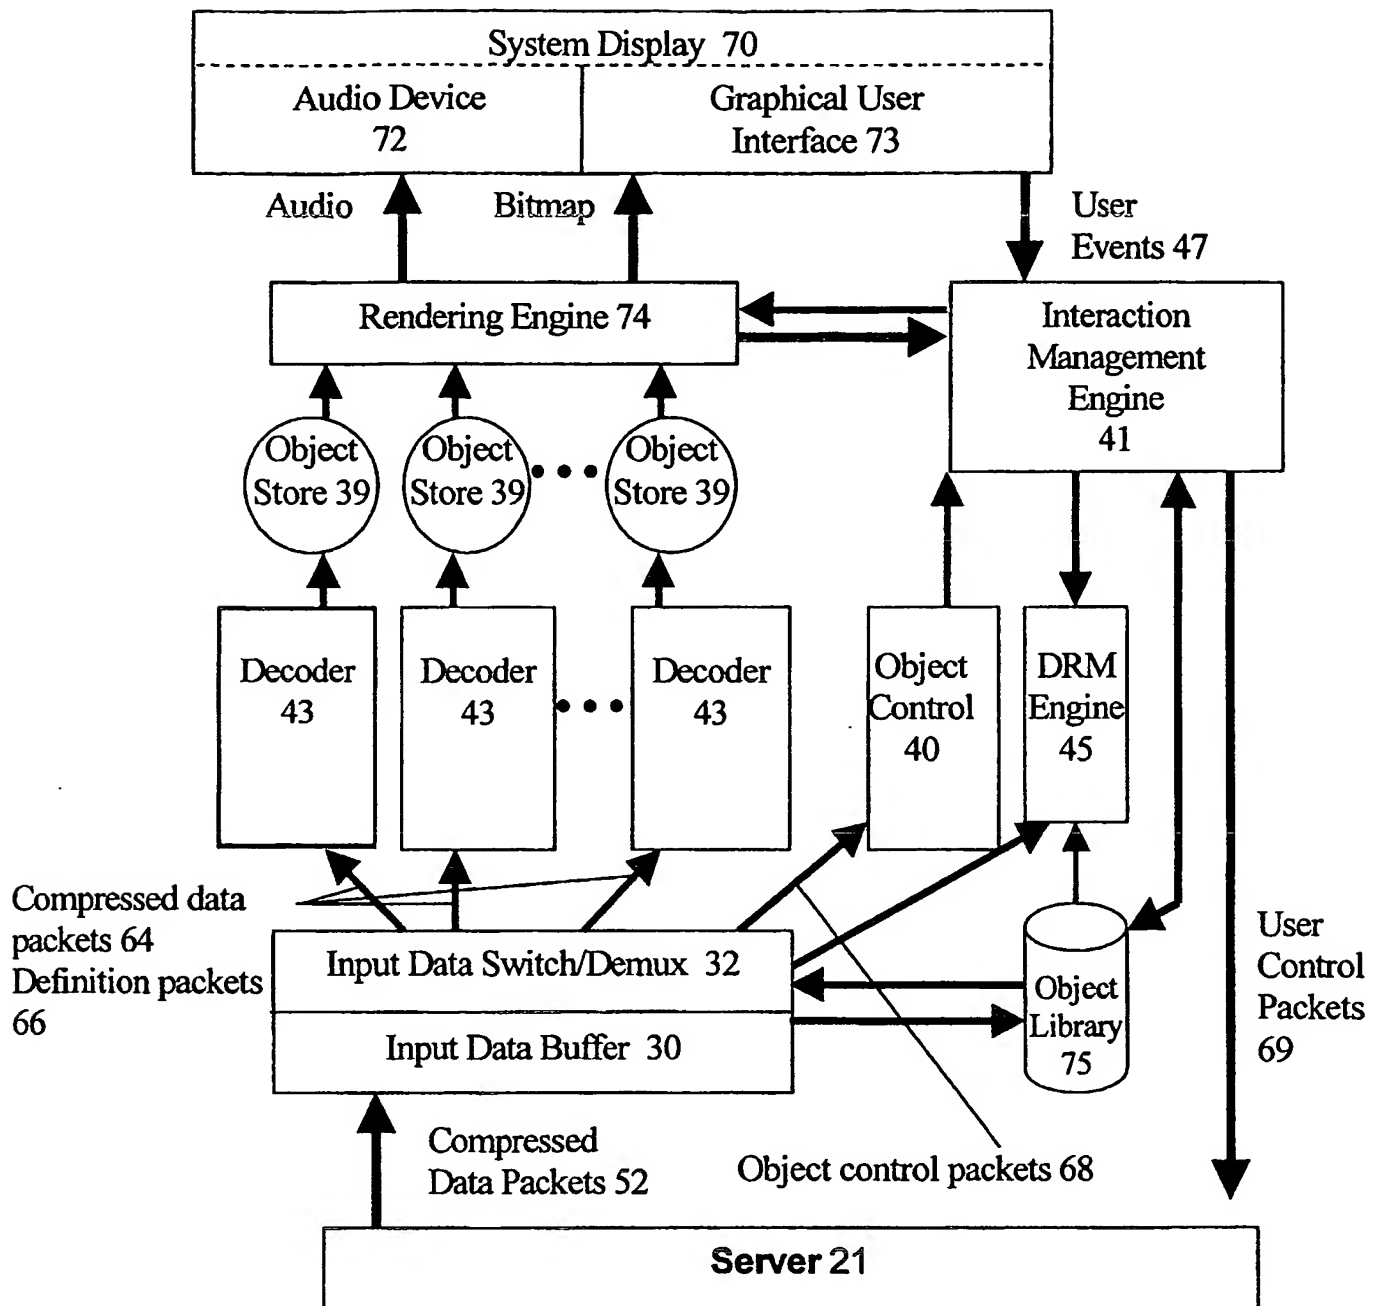 System Display 70
Audio Device
72
Graphical User
Interface 73
Audio
Bitmap
User
Events 47
Rendering Engine 74
Interaction
Management
Engine
41
Object
Store 39
Object
Store 39
Object
Store 39
Decoder
43
Decoder
43
Decoder
43
Object
Control
40
DRM
Engine
45
Compressed data
packets 64
Definition packets
66
Input Data Switch/Demux 32
Input Data Buffer 30
Object
Library
75
User
Control
Packets
69
Compressed
Data Packets 52
Object control packets 68
Server 21